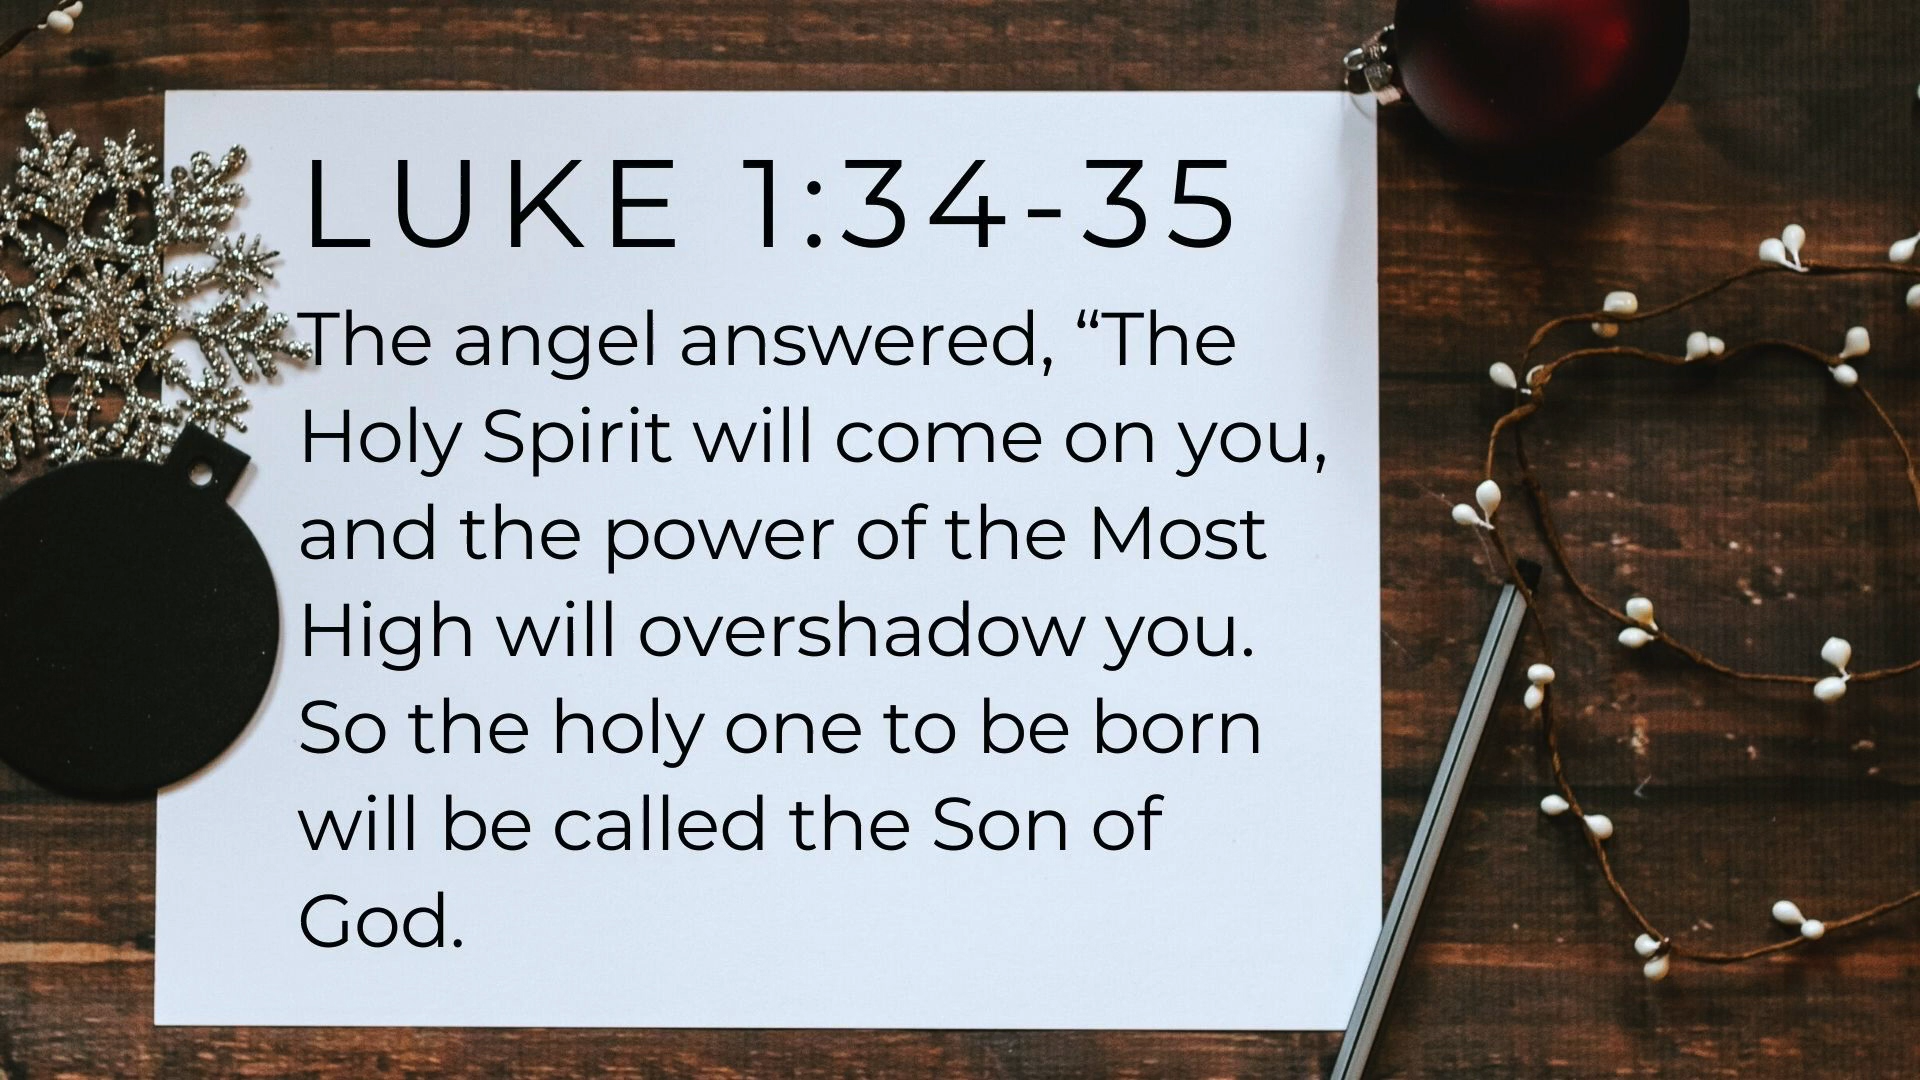 LUKE 1:34-35
The angel answered, “The
Holy Spirit will come on you,
and the power of the Most
High will overshadow you.
So the holy one to be born
will be called the Son of
God.